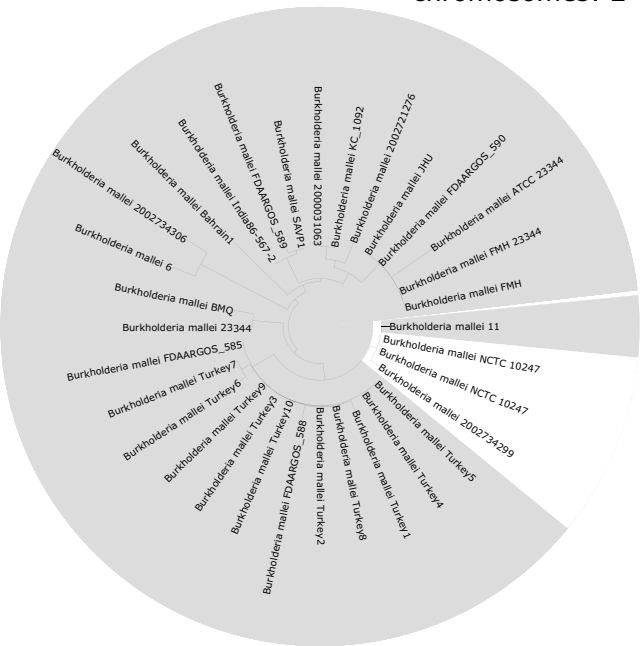 Burkholderia mallei 2000031063
Burkholderia mallei KC_1092
Burkholderia mallei 2002721276
Burkholderia mallei JHU
Burkholderia mallei FDAARGOS_590
Burkholderia mallei ATCC 23344
Burkholderia mallei FMH 23344
Burkholderia mallei FMH
Burkholderia mallei 11
Burkholderia mallei NCTC 10247
Burkholderia mallei NCTC 10247
Burkholderia mallei 2002734299
Burkholderia mallei Turkey5
Burkholderia mallei Turkey4
Burkholderia mallei Turkey1
Burkholderia mallei Turkey8
Burkholderia mallei Turkey2
Burkholderia mallei FDAARGOS_588
Burkholderia mallei Turkey10
Burkholderia mallei Turkey3
Burkholderia mallei Turkey9
Burkholderia mallei Turkey6
Burkholderia mallei Turkey7
Burkholderia mallei FDAARGOS_585
Burkholderia mallei 23344
Burkholderia mallei BMQ
Burkholderia mallei 6
Burkholderia mallei 2002734306
Burkholderia mallei Bahrain1
Burkholderia mallei India86-567-2
Burkholderia mallei FDAARGOS_589
Burkholderia mallei SAVP1